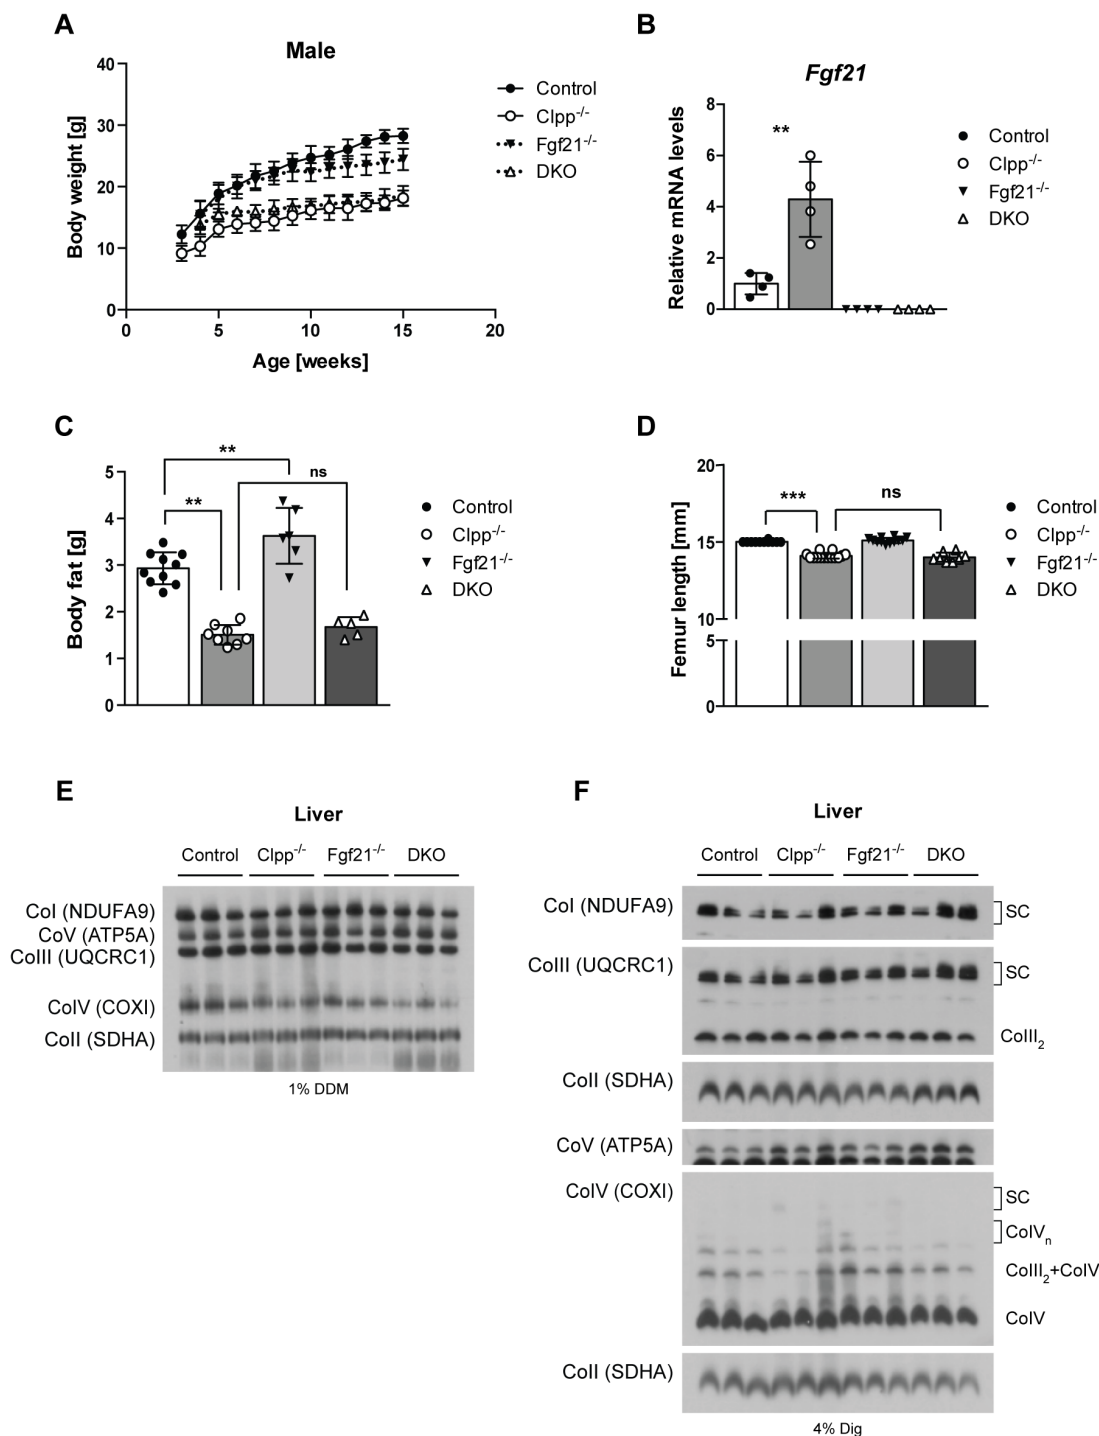 A
Male
Body weight [g]
40
30
20
10
0
0 5 10 15 20
Age [weeks]
Control
Clpp-/-
Fgf21-/-
DKO
B
Fgf21
Relative mRNA levels
8
6
4
2
0
**
Control
Clpp-/-
Fgf21-/-
DKO
C
Body fat [g]
5
4
3
2
1
0
**
ns
**
Control
Clpp-/-
Fgf21-/-
DKO
D
Femur length [mm]
20
15
10
5
0
***
ns
Control
Clpp-/-
Fgf21-/-
DKO
E
Liver
Control Clpp-/- Fgf21-/- DKO
CoI (NDUFA9)
CoV (ATP5A)
CoIII (UQCRC1)
CoIV (COXI)
CoII (SDHA)
1% DDM
F
Liver
Control Clpp-/- Fgf21-/- DKO
CoI (NDUFA9)
SC
CoIII (UQCRC1)
SC
CoIII2
CoII (SDHA)
CoV (ATP5A)
CoIV (COXI)
SC
CoIVn
CoIII2+CoIV
CoIV
CoII (SDHA)
4% Dig